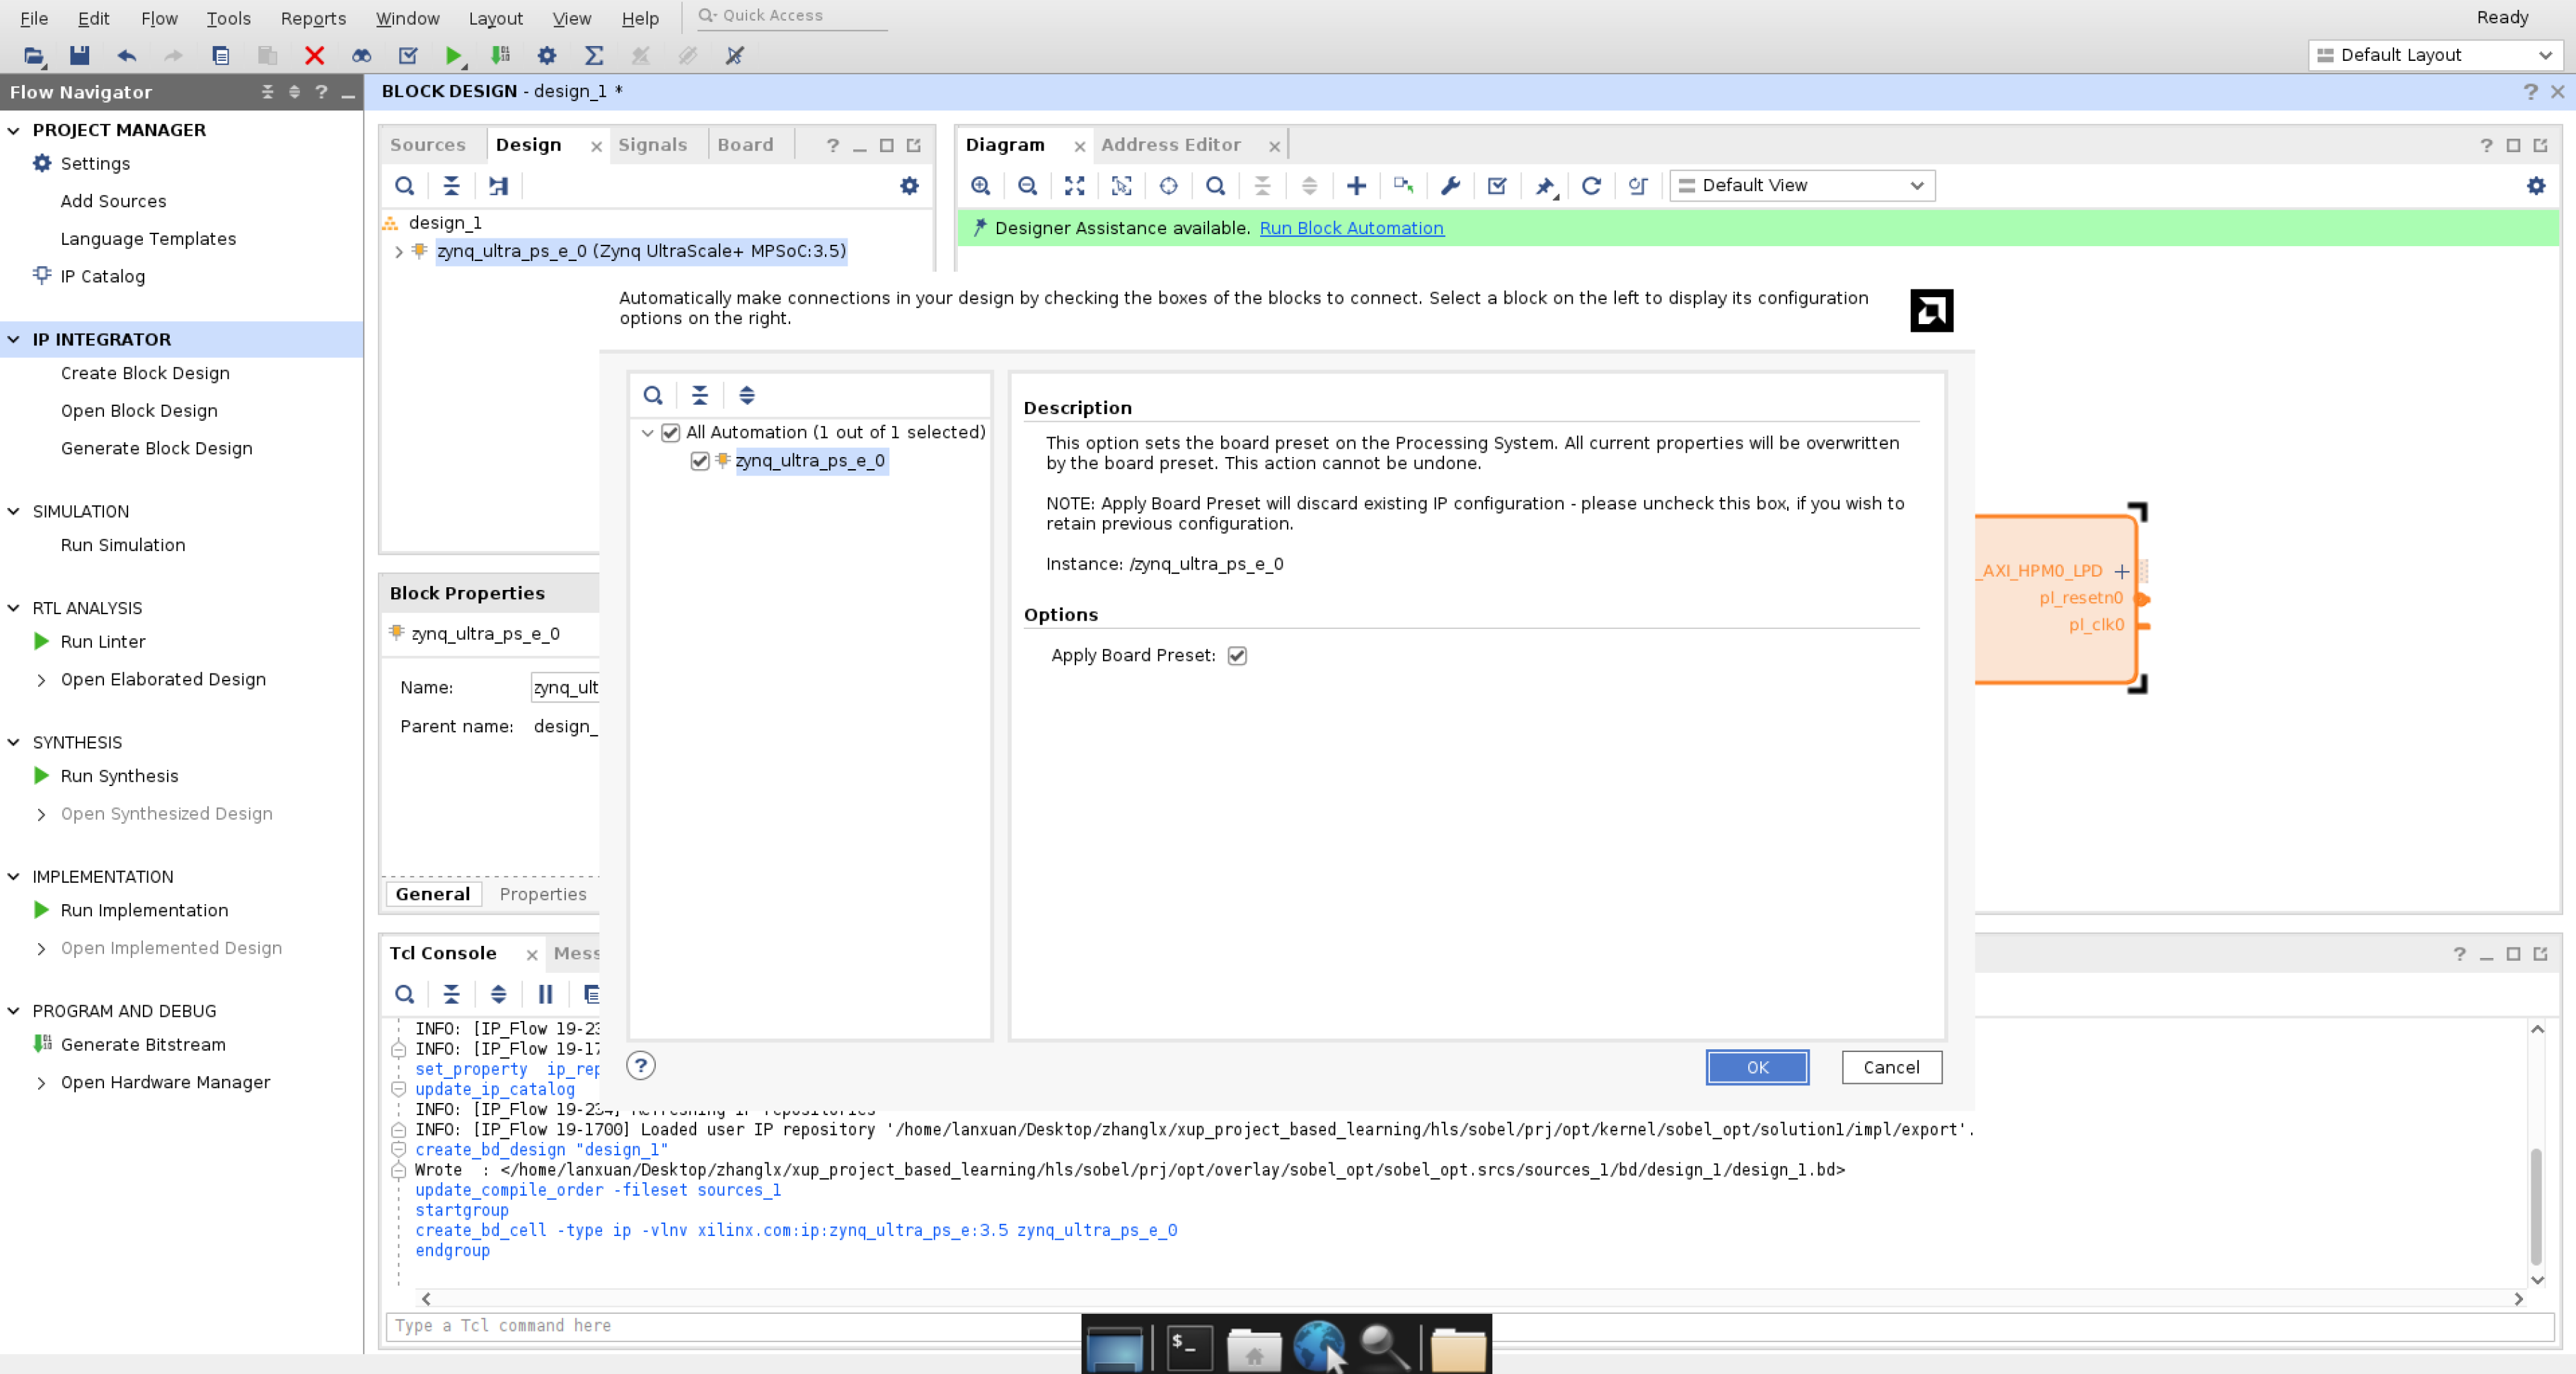 File Edit Flow Tools Reports Window Layout View Help Quick Access Ready
Default Layout
Flow Navigator
PROJECT MANAGER
Settings
Add Sources
Language Templates
IP Catalog
IP INTEGRATOR
Create Block Design
Open Block Design
Generate Block Design
SIMULATION
Run Simulation
RTL ANALYSIS
Run Linter
Open Elaborated Design
SYNTHESIS
Run Synthesis
Open Synthesized Design
IMPLEMENTATION
Run Implementation
Open Implemented Design
PROGRAM AND DEBUG
Generate Bitstream
Open Hardware Manager
BLOCK DESIGN - design_1 *
Sources Design Signals Board
design_1
zynq_ultra_ps_e_0 (Zynq UltraScale+ MPSoC:3.5)
Diagram Address Editor
Default View
Designer Assistance available. Run Block Automation
Automatically make connections in your design by checking the boxes of the blocks to connect. Select a block on the left to display its configuration
options on the right.
All Automation (1 out of 1 selected)
zynq_ultra_ps_e_0
Description
This option sets the board preset on the Processing System. All current properties will be overwritten
by the board preset. This action cannot be undone.
NOTE: Apply Board Preset will discard existing IP configuration - please uncheck this box, if you wish to
retain previous configuration.
Instance: /zynq_ultra_ps_e_0
Options
Apply Board Preset:
OK Cancel
_AXI_HPM0_LPD
pl_resetn0
pl_clk0
Block Properties
zynq_ultra_ps_e_0
Name: zynq_ult
Parent name: design_
General Properties
Tcl Console Mess
INFO: [IP_Flow 19-23
INFO: [IP_Flow 19-17
set_property ip_rep
update_ip_catalog
INFO: [IP_Flow 19-234] Refreshing IP repositories
INFO: [IP_Flow 19-1700] Loaded user IP repository '/home/lanxuan/Desktop/zhanglx/xup_project_based_learning/hls/sobel/prj/opt/kernel/sobel_opt/solution1/impl/export'.
create_bd_design "design_1"
Wrote : </home/lanxuan/Desktop/zhanglx/xup_project_based_learning/hls/sobel/prj/opt/overlay/sobel_opt/sobel_opt.srcs/sources_1/bd/design_1/design_1.bd>
update_compile_order -fileset sources_1
startgroup
create_bd_cell -type ip -vlnv xilinx.com:ip:zynq_ultra_ps_e:3.5 zynq_ultra_ps_e_0
endgroup
Type a Tcl command here